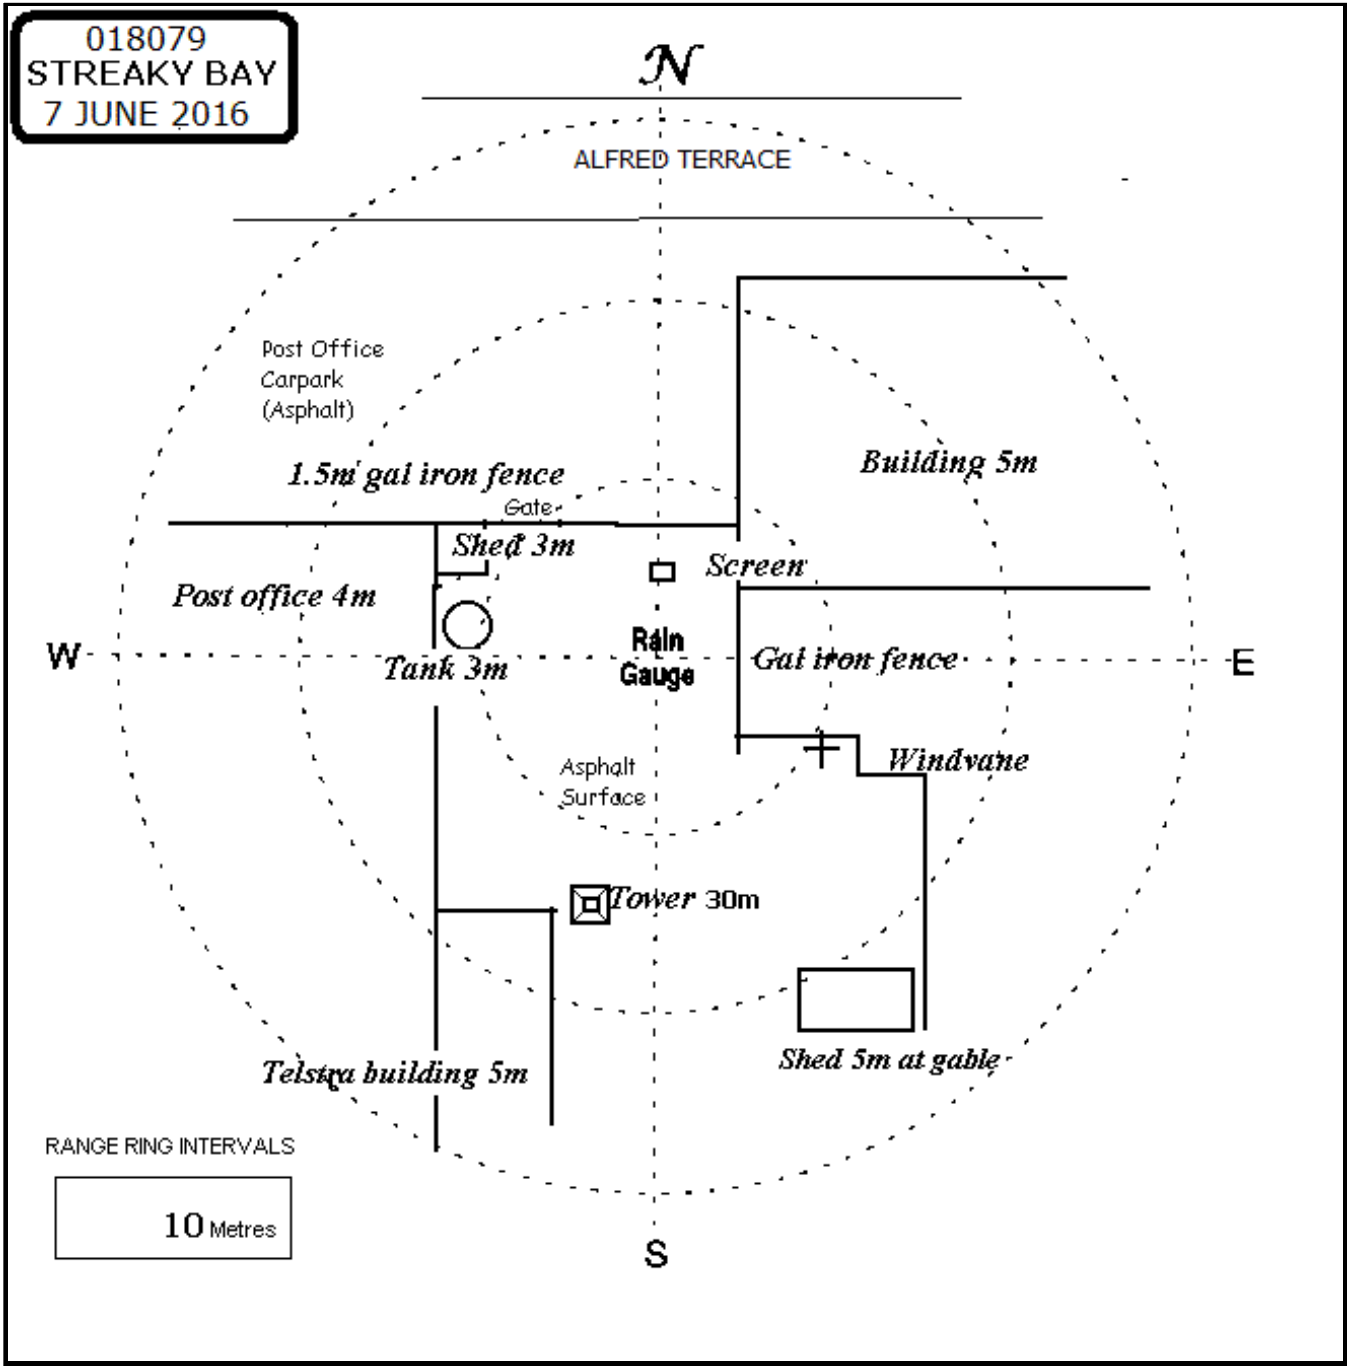 018079
STREAKY BAY
7 JUNE 2016
N
ALFRED TERRACE
Post Office
Carpark
(Asphalt)
1.5m gal iron fence
Gate
Building 5m
Shed 3m
Screen
Post office 4m
Rain
Gauge
W
Tank 3m
Gal iron fence
E
Windvane
Asphalt
Surface
Tower 30m
Shed 5m at gable
Telstra building 5m
RANGE RING INTERVALS
10 Metres
S